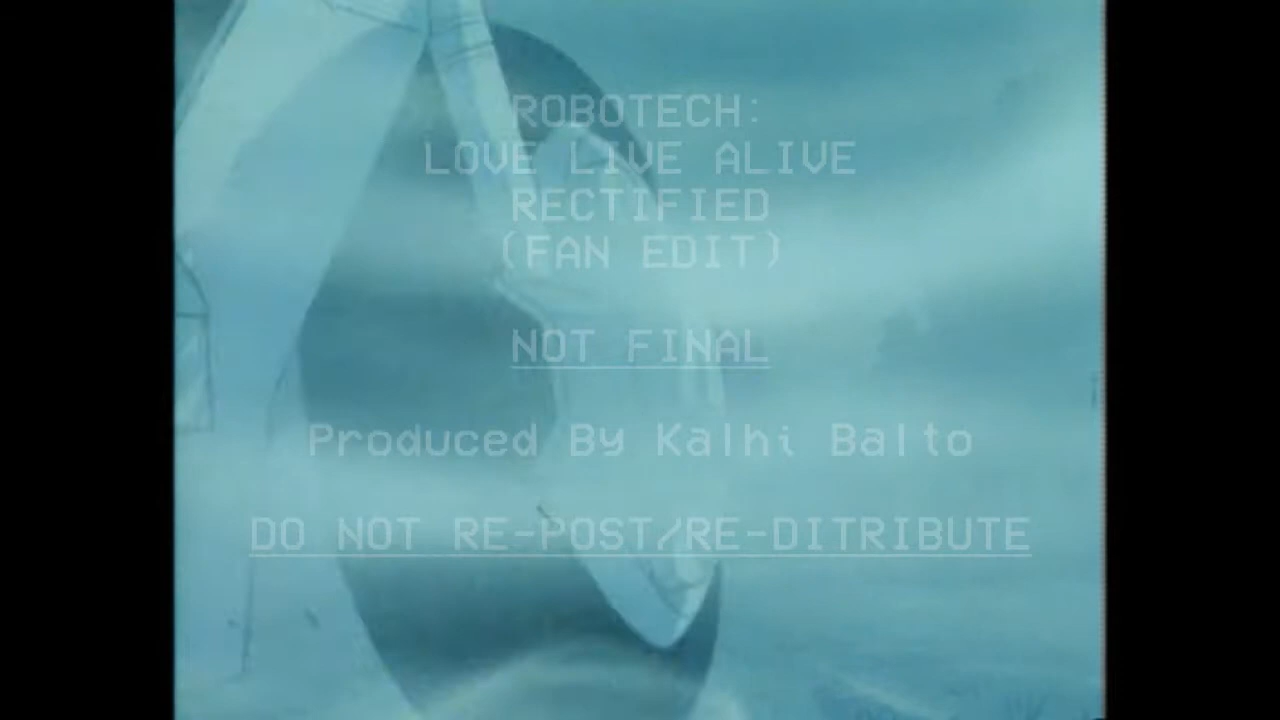 ROBOTECH:
LOVE LIVE ALIVE
RECTIFIED
(FAN EDIT)
NOT FINAL
Produced By Kalhi Balto
DO NOT RE-POST/RE-DITRIBUTE